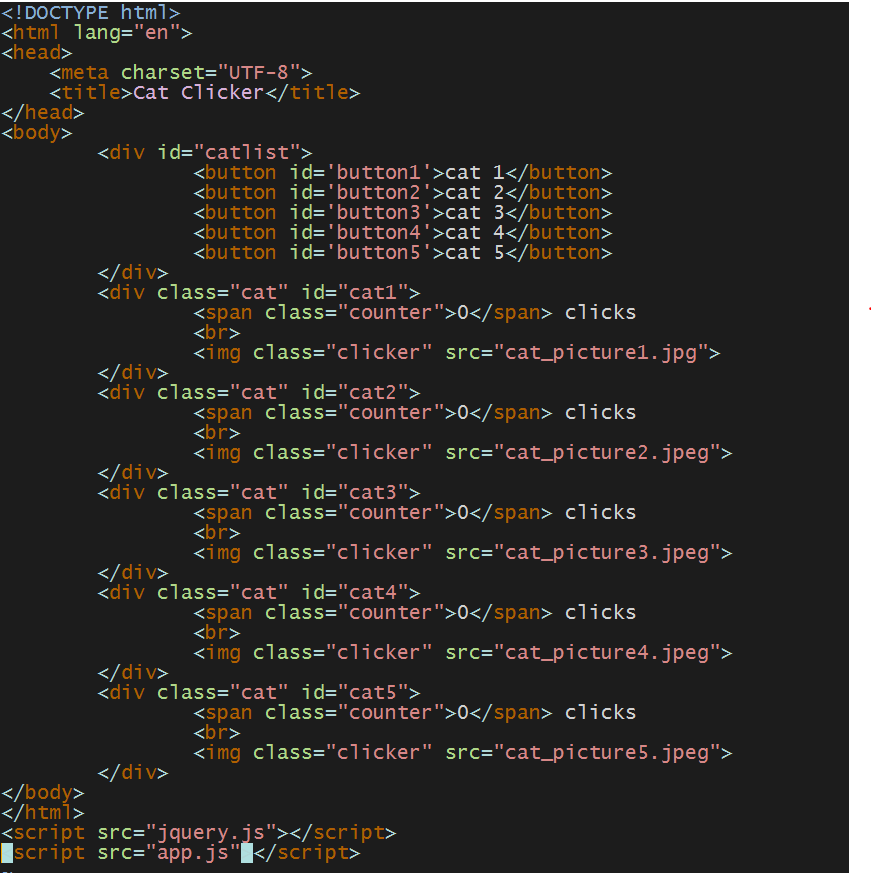 <!DOCTYPE html>
<html lang="en">
<head>
    <meta charset="UTF-8">
    <title>Cat Clicker</title>
</head>
<body>
        <div id="catlist">
                <button id='button1'>cat 1</button>
                <button id='button2'>cat 2</button>
                <button id='button3'>cat 3</button>
                <button id='button4'>cat 4</button>
                <button id='button5'>cat 5</button>
        </div>
        <div class="cat" id="cat1">
                <span class="counter">0</span> clicks
                <br>
                <img class="clicker" src="cat_picture1.jpg">
        </div>
        <div class="cat" id="cat2">
                <span class="counter">0</span> clicks
                <br>
                <img class="clicker" src="cat_picture2.jpeg">
        </div>
        <div class="cat" id="cat3">
                <span class="counter">0</span> clicks
                <br>
                <img class="clicker" src="cat_picture3.jpeg">
        </div>
        <div class="cat" id="cat4">
                <span class="counter">0</span> clicks
                <br>
                <img class="clicker" src="cat_picture4.jpeg">
        </div>
        <div class="cat" id="cat5">
                <span class="counter">0</span> clicks
                <br>
                <img class="clicker" src="cat_picture5.jpeg">
        </div>
</body>
</html>
<script src="jquery.js"></script>
<script src="app.js"></script>